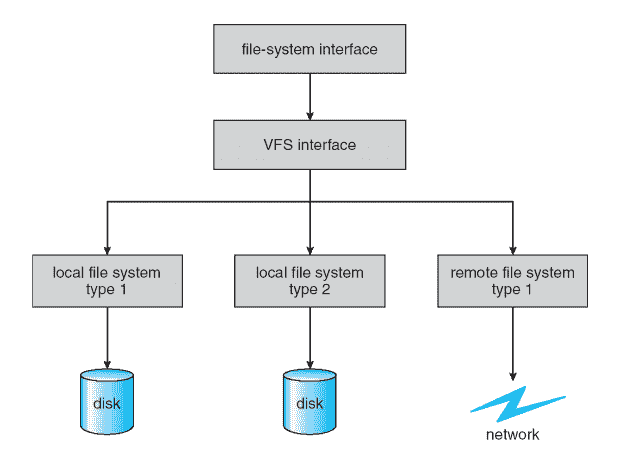 file-system interface
VFS interface
local file system
type 1
local file system
type 2
remote file system
type 1
disk
disk
network